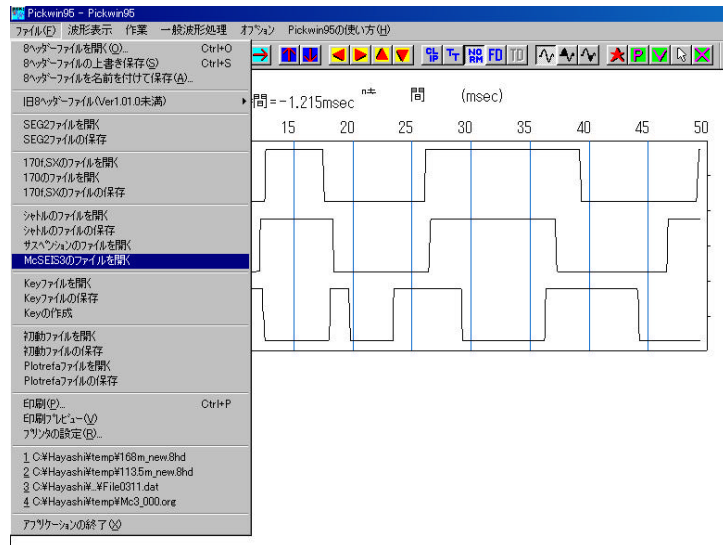 Pickwin95 - Pickwin95
ファイル(F) 波形表示 作業 一般波形処理 オプション Pickwin95の使い方(H)
8ヘッダーファイルを開く(O)... Ctrl+O
8ヘッダーファイルの上書き保存(S) Ctrl+S
8ヘッダーファイルを名前を付けて保存(A)...
旧8ヘッダーファイル(Ver1.01.0未満)
SEG2ファイルを開く
SEG2ファイルの保存
170f,SXのファイルを開く
170のファイルを開く
170f,SXのファイルの保存
シャトルのファイルを開く
シャトルのファイルの保存
サスペンションのファイルを開く
McSEIS3のファイルを開く
Keyファイルを開く
Keyファイルの保存
Keyの作成
初動ファイルを開く
初動ファイルの保存
Plotrefaファイルを開く
Plotrefaファイルの保存
印刷(P)... Ctrl+P
印刷プレビュー(V)
プリンタの設定(R)...
1 C:¥Hayashi¥temp¥168m_new.8hd
2 C:¥Hayashi¥temp¥113.5m_new.8hd
3 C:¥Hayashi¥..¥File0311.dat
4 C:¥Hayashi¥temp¥Mc3_000.org
アプリケーションの終了(X)
CL IP TT NO RM FD TD P
間=-1.215msec 間 (msec)
15 20 25 30 35 40 45 50